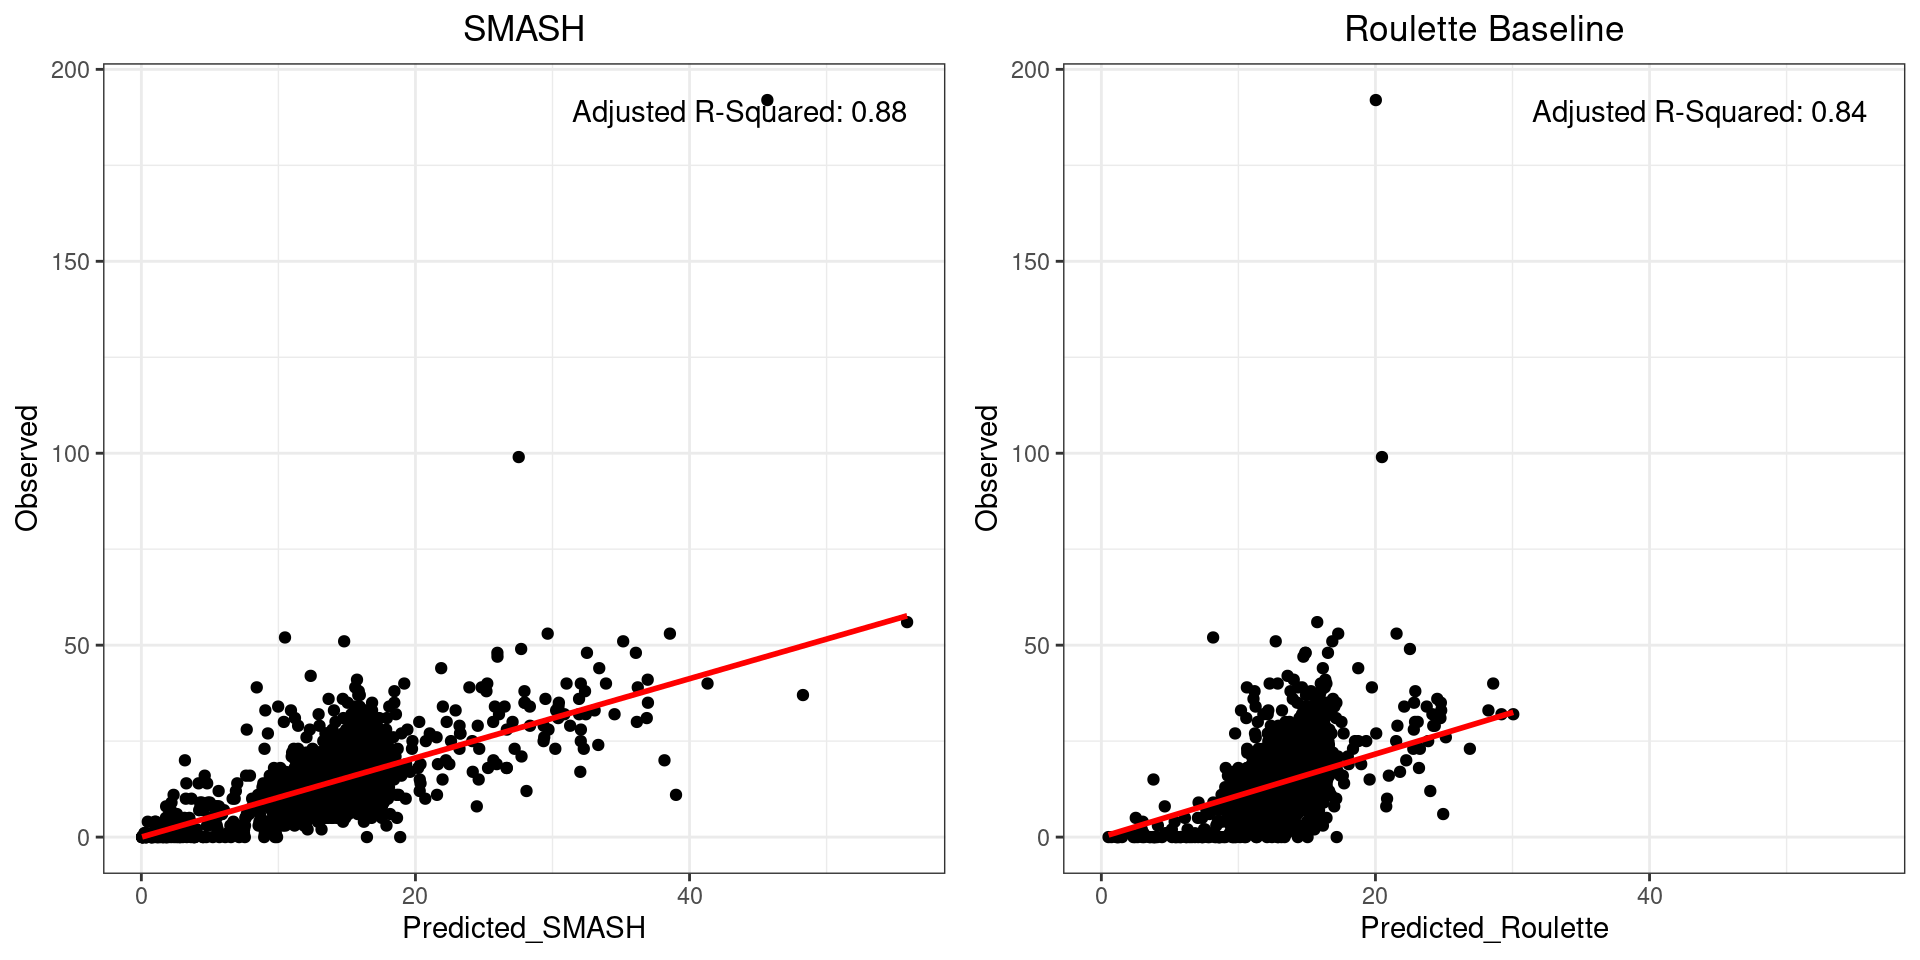 SMASH
200
150
100
50
0
Observed
Adjusted R-Squared: 0.88
0 20 40
Predicted_SMASH
Roulette Baseline
200
150
100
50
0
Observed
Adjusted R-Squared: 0.84
0 20 40
Predicted_Roulette